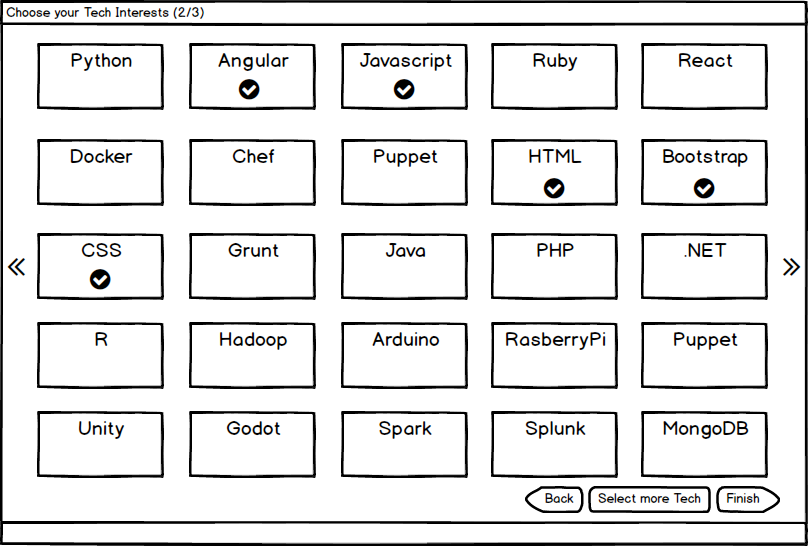 Choose your Tech Interests (2/3)
Python Angular Javascript Ruby React
Docker Chef Puppet HTML Bootstrap
CSS Grunt Java PHP .NET
R Hadoop Arduino RasberryPi Puppet
Unity Godot Spark Splunk MongoDB
Back Select more Tech Finish